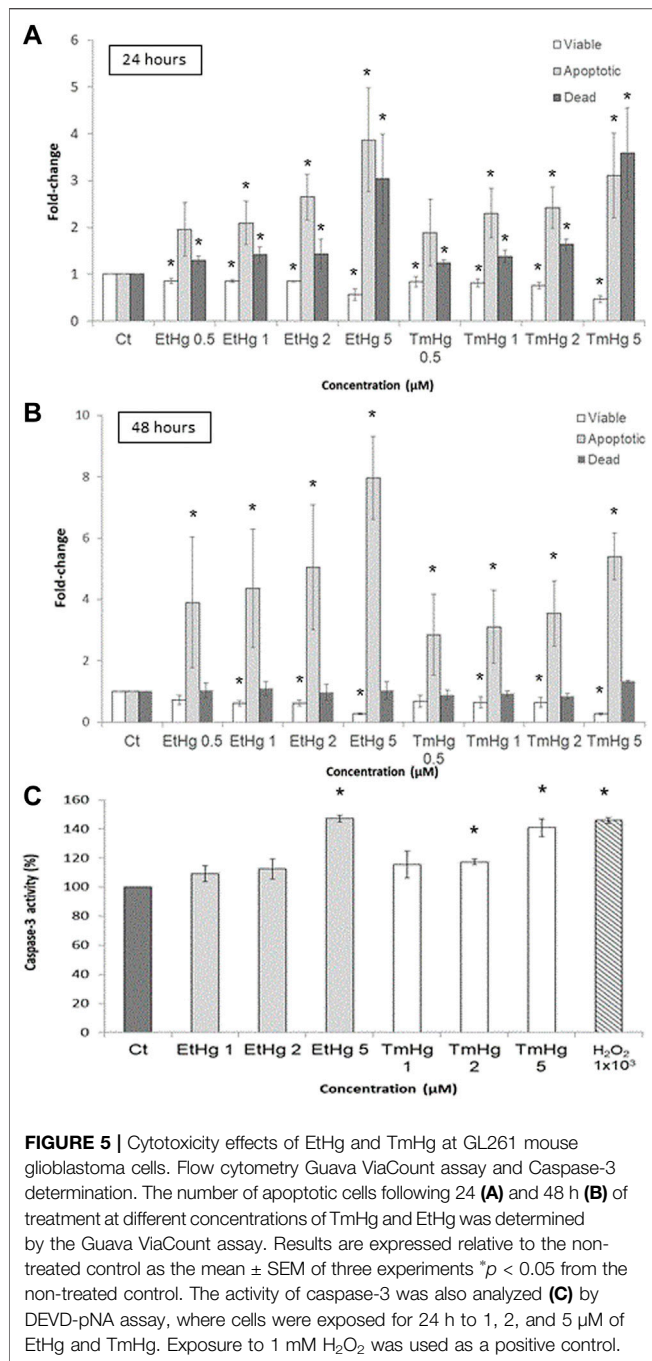 A
24 hours
Viable
Apoptotic
Dead
Fold-change
6
5
4
3
2
1
0
* * * * * * * * * * * * * * * * * * * * * *
Ct EtHg 0.5 EtHg 1 EtHg 2 EtHg 5 TmHg 0.5 TmHg 1 TmHg 2 TmHg 5
Concentration (µM)
B
48 hours
Viable
Apoptotic
Dead
Fold-change
10
8
6
4
2
0
* * * * * * * * * * * * * *
Ct EtHg 0.5 EtHg 1 EtHg 2 EtHg 5 TmHg 0.5 TmHg 1 TmHg 2 TmHg 5
Concentration (µM)
C
Caspase-3 activity (%)
160
140
120
100
80
60
40
20
0
* * * *
Ct EtHg 1 EtHg 2 EtHg 5 TmHg 1 TmHg 2 TmHg 5 H₂O₂ 1x10³
Concentration (µM)
FIGURE 5 | Cytotoxicity effects of EtHg and TmHg at GL261 mouse
glioblastoma cells. Flow cytometry Guava ViaCount assay and Caspase-3
determination. The number of apoptotic cells following 24 (A) and 48 h (B) of
treatment at different concentrations of TmHg and EtHg was determined
by the Guava ViaCount assay. Results are expressed relative to the non-
treated control as the mean ± SEM of three experiments *p < 0.05 from the
non-treated control. The activity of caspase-3 was also analyzed (C) by
DEVD-pNA assay, where cells were exposed for 24 h to 1, 2, and 5 µM of
EtHg and TmHg. Exposure to 1 mM H₂O₂ was used as a positive control.